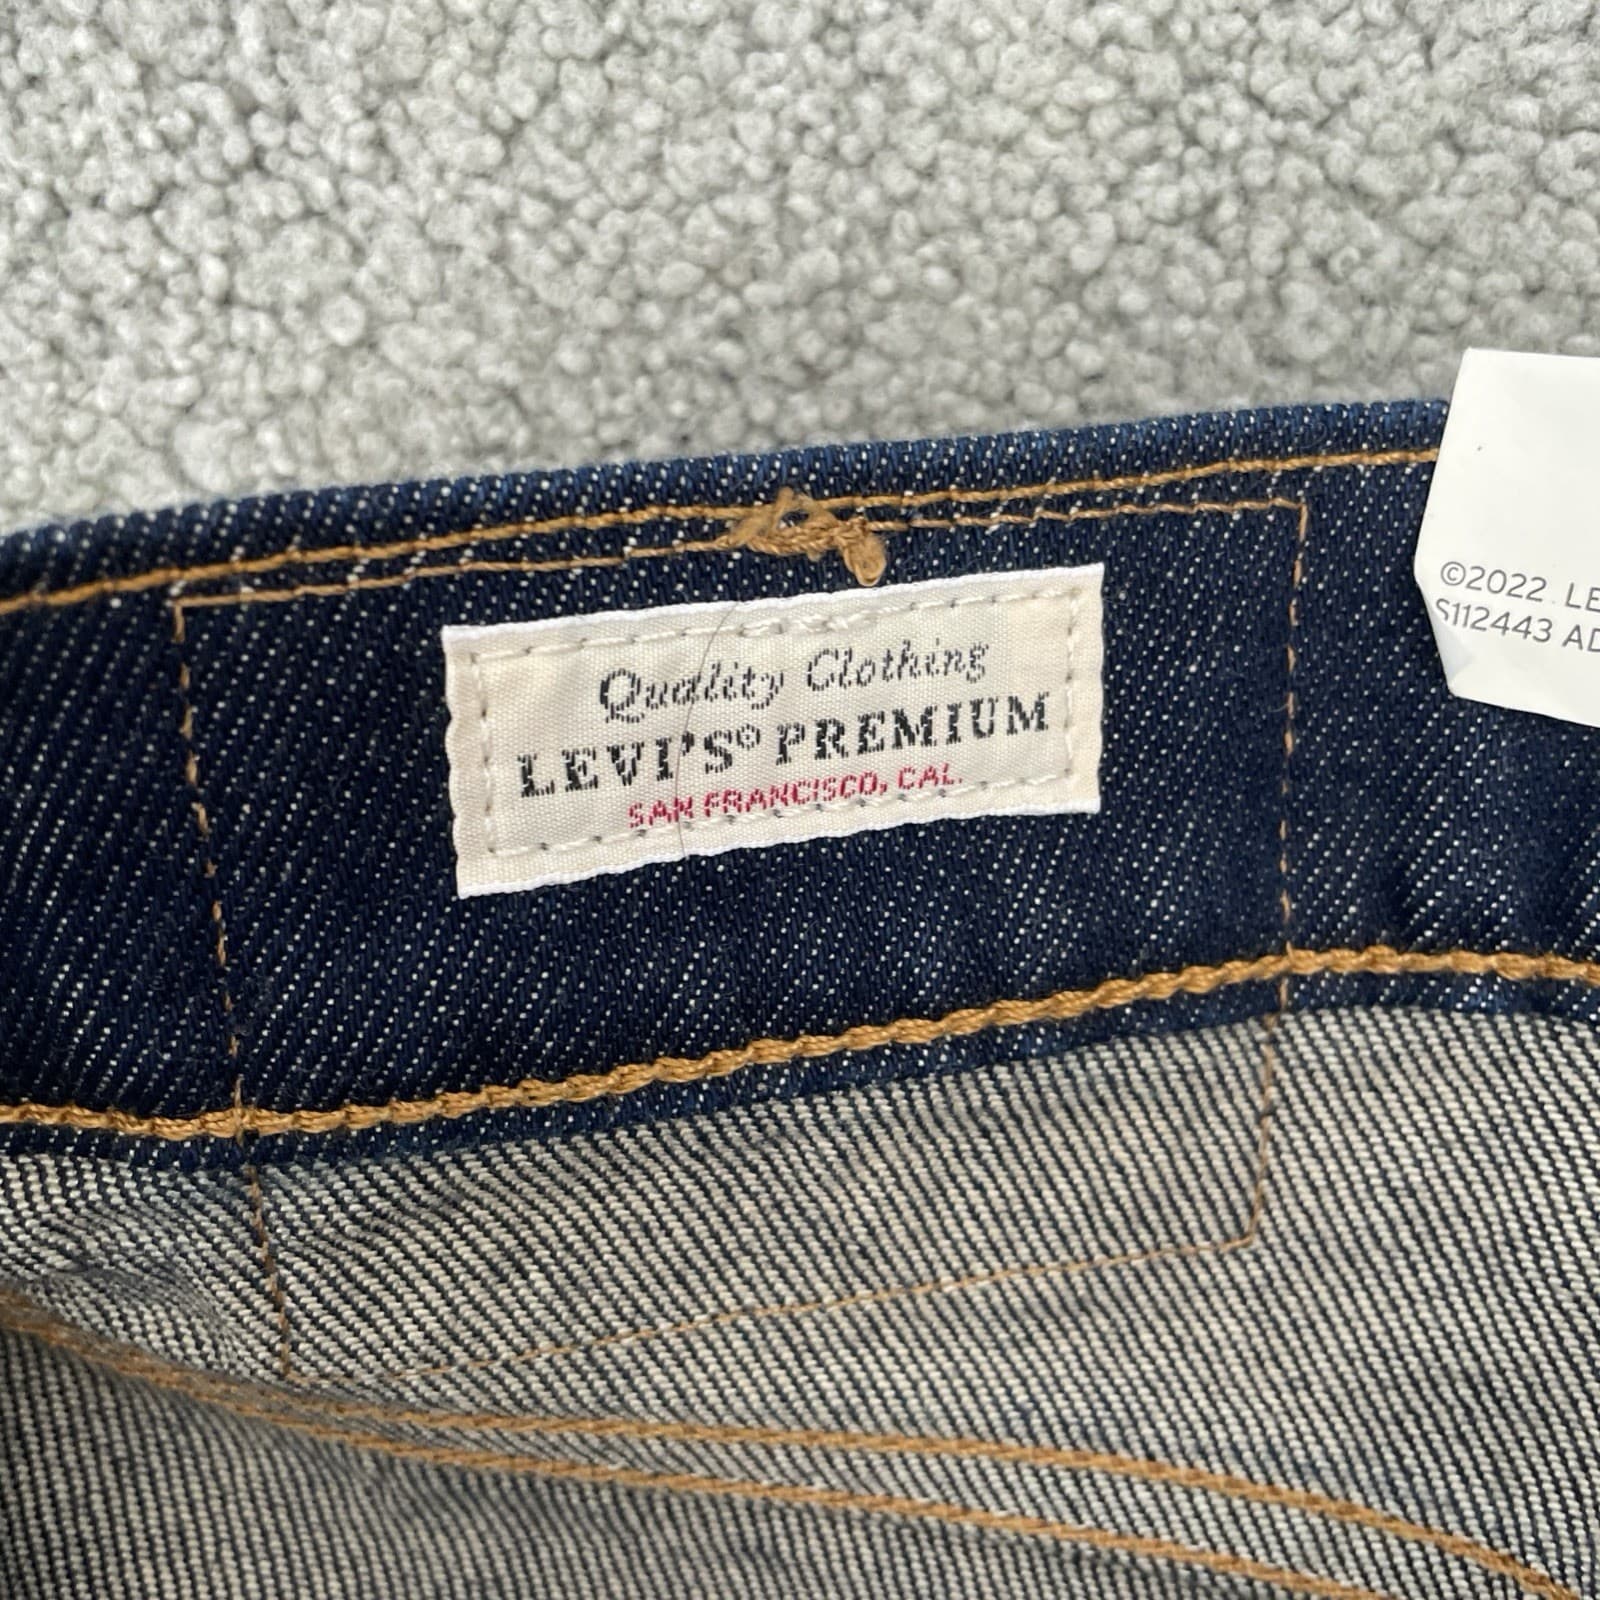 Quality Clothing
LEVI'S® PREMIUM
SAN FRANCISCO, CAL.
©2022 LE
S112443 AD